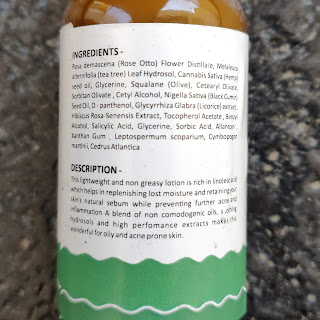 INGREDIENTS -
Rosa damascena (Rose Otto) Flower Distillate, Melaleuca
alternifolia (tea tree) Leaf Hydrosol, Cannabis Sativa (Hemp)
seed oil, Glycerine, Squalane (Olive), Cetearyl Olivate,
Sorbitan Olivate , Cetyl Alcohol, Nigella Sativa (Black Cumin)
Seed Oil, D - panthenol, Glycyrrhiza Glabra (Licorice) extract,
Hibiscus Rosa-Senensis Extract, Tocopherol Acetate , Benzyl
Alcohol, Salicylic Acid, Glycerine, Sorbic Acid, Allantoin ,
Xanthan Gum , Leptospermum scoparium, Cymbopogan
martinii, Cedrus Atlantica
DESCRIPTION -
This lightweight and non greasy lotion is rich in linoleic acid
which helps in replenishing lost moisture and retaining your
skin's natural sebum while preventing further acne and
inflammation A blend of non comodogenic oils,
hydrosols and high perfomance extracts makes this
wonderful for oily and acne prone skin.